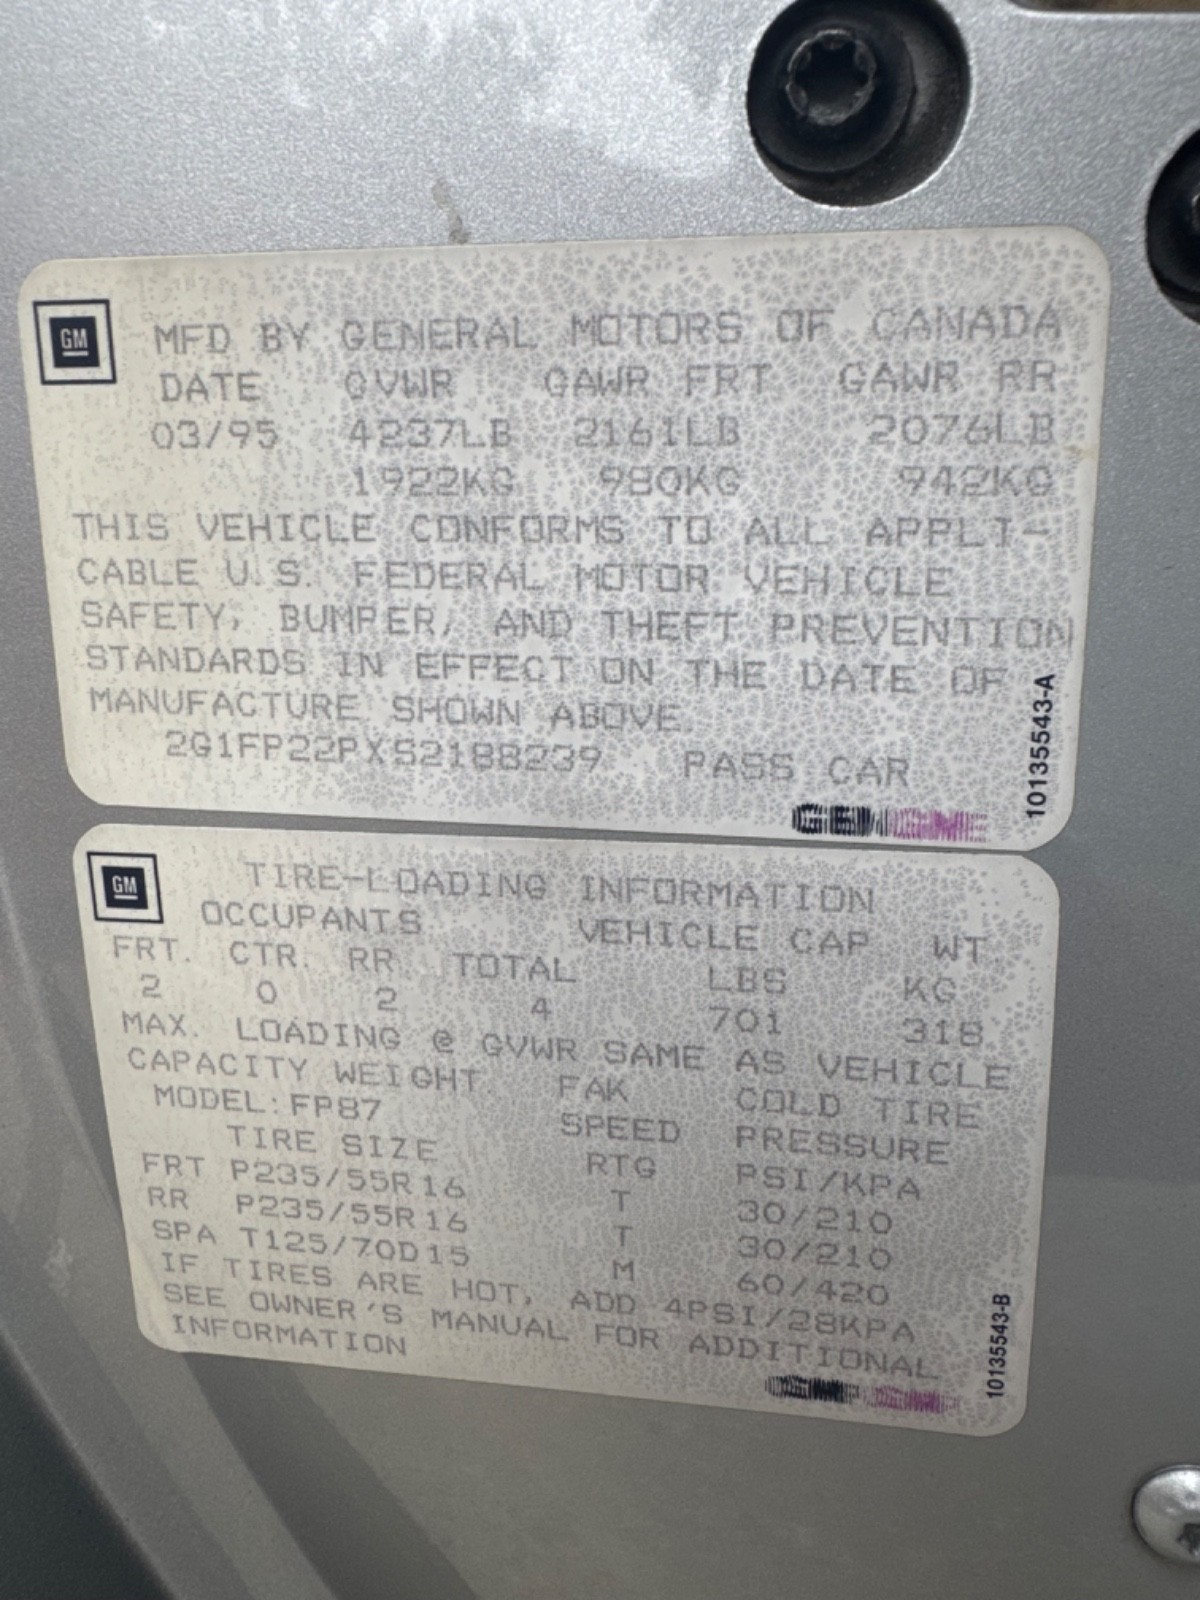 GM
MFD BY GENERAL MOTORS OF CANADA
DATE GVWR GAWR FRT GAWR RR
03/95 4237LB 2161LB 2076LB
1922KG 980KG 942KG
THIS VEHICLE CONFORMS TO ALL APPLI-
CABLE U.S. FEDERAL MOTOR VEHICLE
SAFETY, BUMPER, AND THEFT PREVENTION
STANDARDS IN EFFECT ON THE DATE OF
MANUFACTURE SHOWN ABOVE
2G1FP22PXS2188239 PASS CAR
10135543-A
GM
TIRE-LOADING INFORMATION
OCCUPANTS VEHICLE CAP WT.
FRT. CTR. RR TOTAL LBS KG
2 0 2 4 701 318
MAX. LOADING @ GVWR SAME AS VEHICLE
CAPACITY WEIGHT FAK COLD TIRE
MODEL:FP87 SPEED PRESSURE
TIRE SIZE RTG PSI/KPA
FRT P235/55R16 T 30/210
RR P235/55R16 T 30/210
SPA T125/70D15 M 60/420
IF TIRES ARE HOT, ADD 4PSI/28KPA
SEE OWNER'S MANUAL FOR ADDITIONAL
INFORMATION
10135543-B